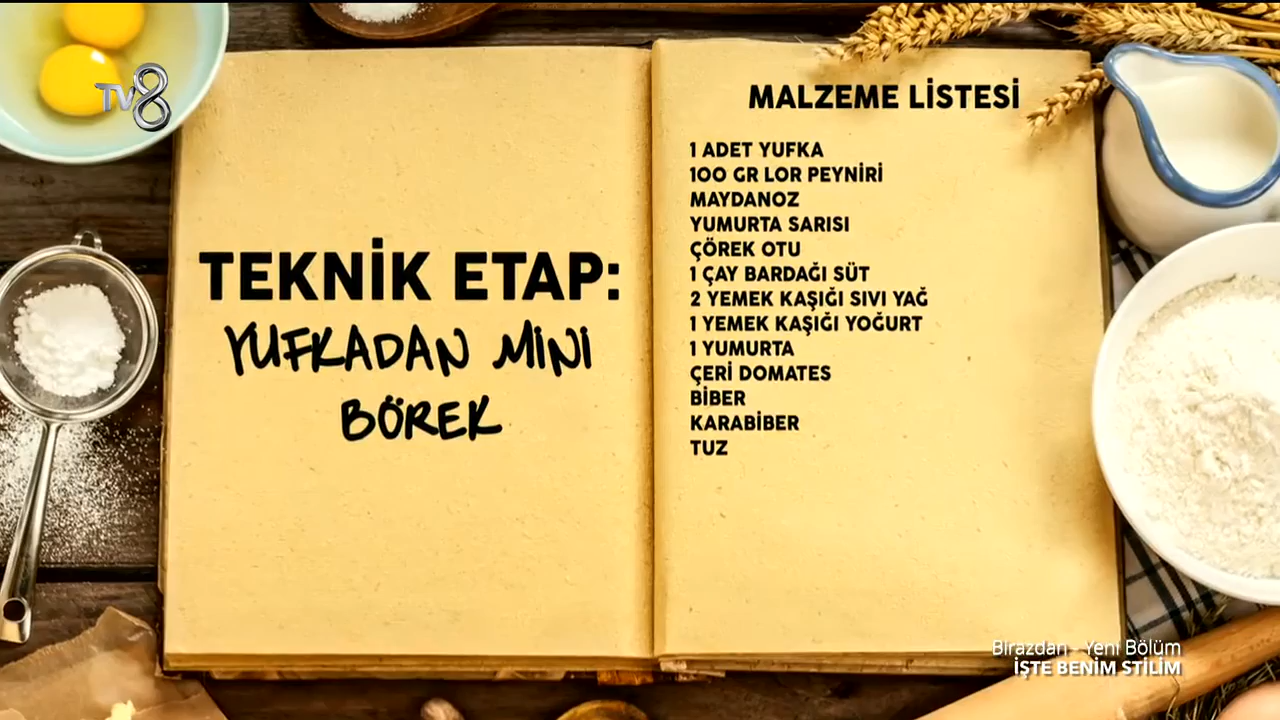 TV8
TEKNİK ETAP:
YUFKADAN MİNİ
BÖREK
MALZEME LİSTESİ
1 ADET YUFKA
100 GR LOR PEYNİRİ
MAYDANOZ
YUMURTA SARISI
ÇÖREK OTU
1 ÇAY BARDAĞI SÜT
2 YEMEK KAŞIĞI SIVI YAĞ
1 YEMEK KAŞIĞI YOĞURT
1 YUMURTA
ÇERİ DOMATES
BİBER
KARABİBER
TUZ
Birazdan - Yeni Bölüm
İŞTE BENİM STİLİM